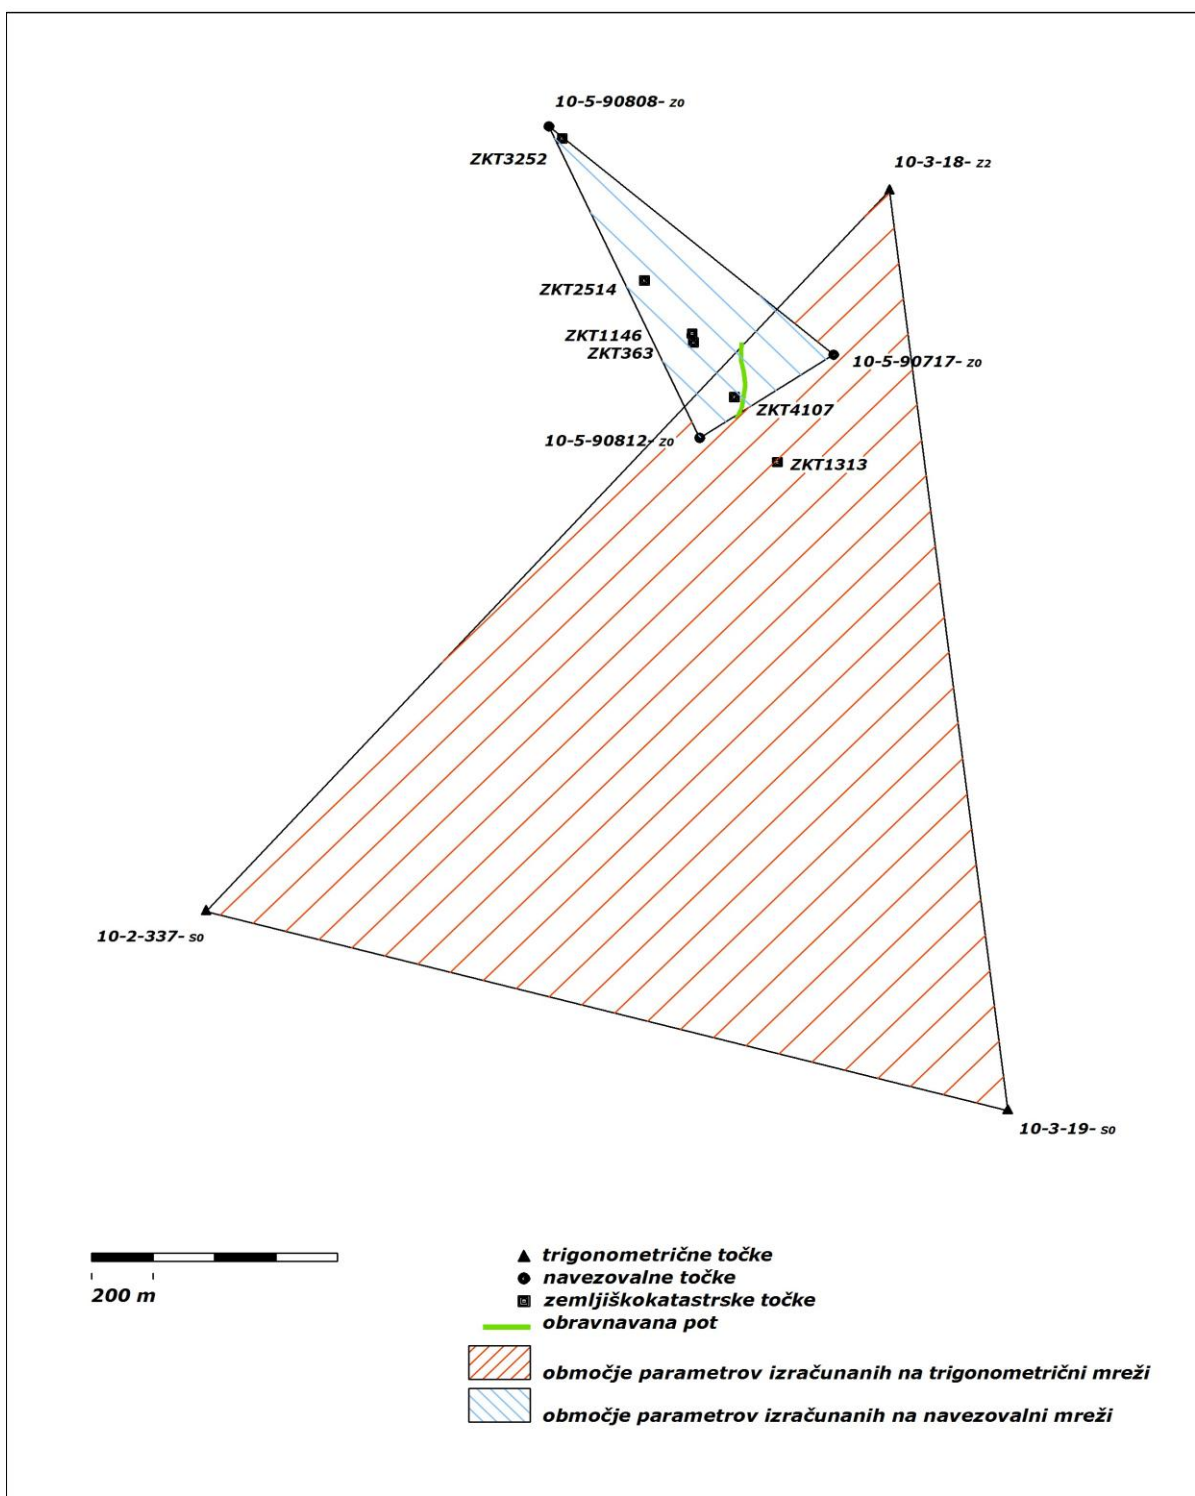 10-5-90808- Z0
ZKT3252
10-3-18- Z2
ZKT2514
ZKT1146
ZKT363
10-5-90717- Z0
ZKT4107
10-5-90812- Z0
ZKT1313
10-2-337- S0
10-3-19- S0
200 m
trigonometrične točke
navezovalne točke
zemljiškokatastrske točke
obravnavana pot
območje parametrov izračunanih na trigonometrični mreži
območje parametrov izračunanih na navezovalni mreži